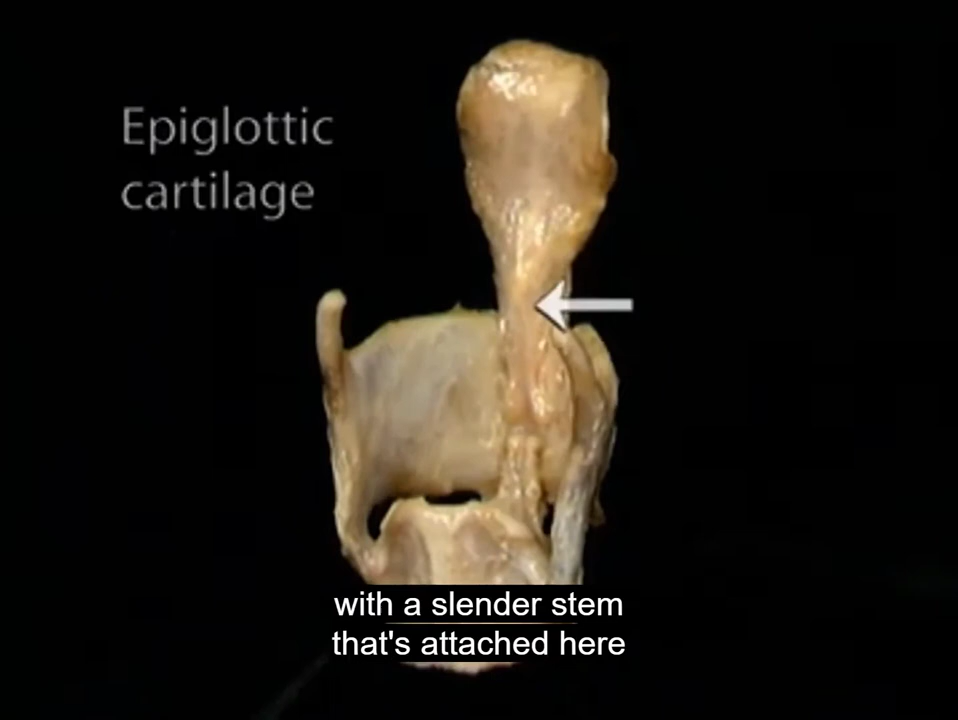 Epiglottic
cartilage
with a slender stem
that's attached here